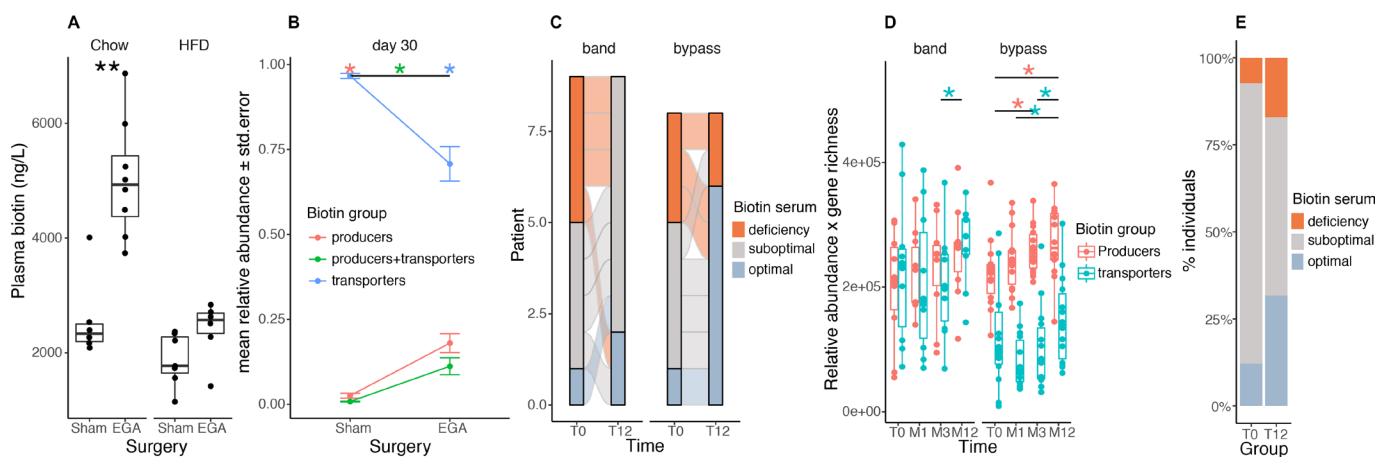 A
Chow HFD
**
Plasma biotin (ng/L)
6000
4000
2000
Sham EGA Sham EGA
Surgery
B
day 30
* * *
mean relative abundance ± std.error
1.00
0.75
0.50
0.25
0.00
Biotin group
producers
producers+transporters
transporters
Sham EGA
Surgery
C
band bypass
Patient
7.5
5.0
2.5
0.0
T0 T12 T0 T12
Time
Biotin serum
deficiency
suboptimal
optimal
D
band bypass
*
* *
* *
Relative abundance x gene richness
4e+05
2e+05
0e+00
T0 M1 M3 M12 T0 M1 M3 M12
Time
Biotin group
Producers
transporters
E
% individuals
100%
75%
50%
25%
0%
T0 T12
Group
Biotin serum
deficiency
suboptimal
optimal